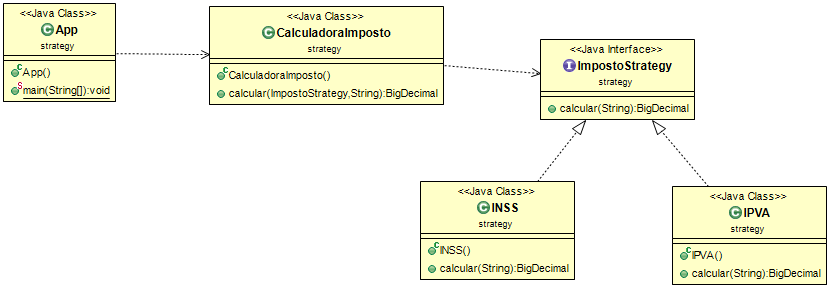 <<Java Class>>
App
strategy
App()
main(String[]):void
<<Java Class>>
CalculadoraImposto
strategy
CalculadoraImposto()
calcular(ImpostoStrategy,String):BigDecimal
<<Java Interface>>
ImpostoStrategy
strategy
calcular(String):BigDecimal
<<Java Class>>
INSS
strategy
INSS()
calcular(String):BigDecimal
<<Java Class>>
IPVA
strategy
IPVA()
calcular(String):BigDecimal